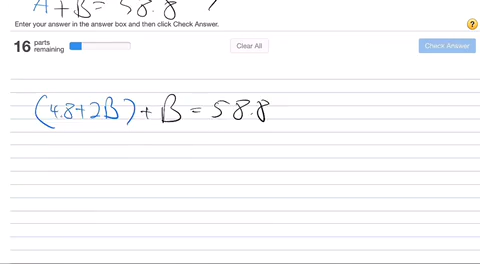 A + B = 58.8
Enter your answer in the answer box and then click Check Answer.
?
16 parts remaining
Clear All
Check Answer
(4.8+2B) + B = 58.8